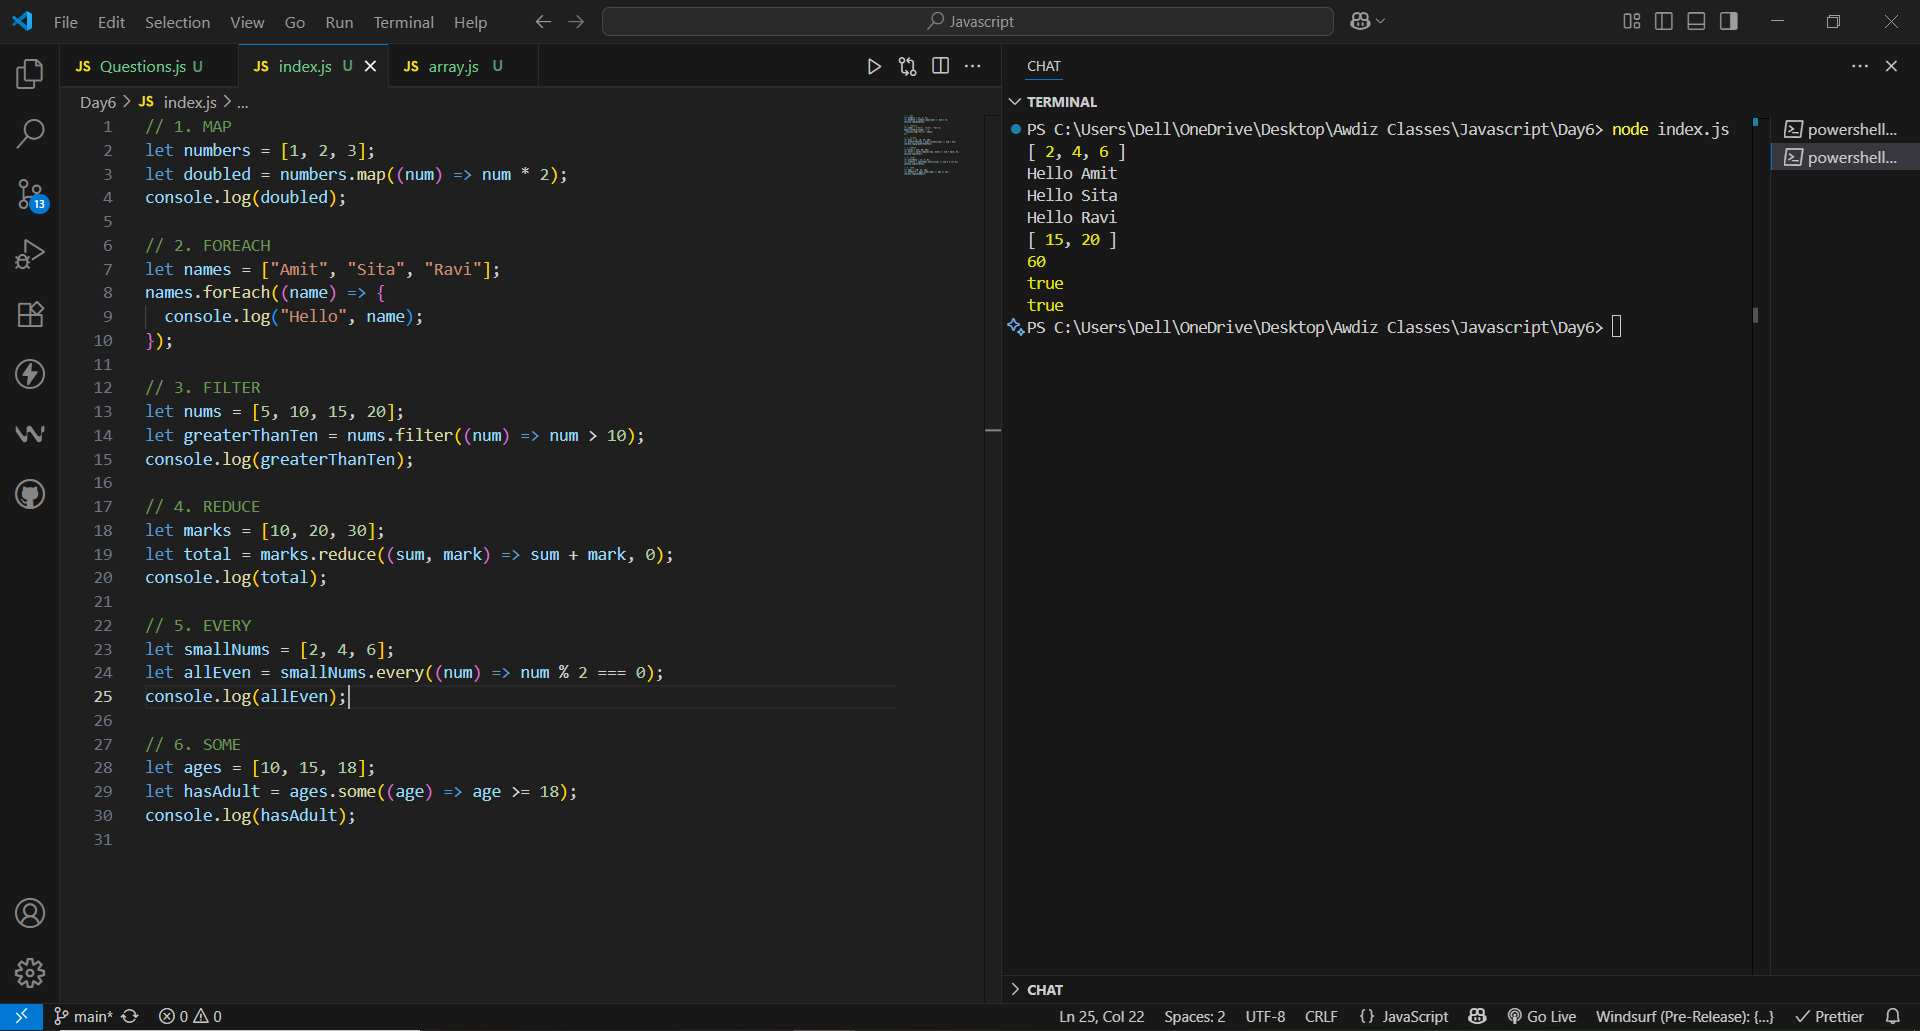 File Edit Selection View Go Run Terminal Help
Javascript
JS Questions.js U
JS index.js U
JS array.js U
Day6 > JS index.js > ...
1 // 1. MAP
2 let numbers = [1, 2, 3];
3 let doubled = numbers.map((num) => num * 2);
4 console.log(doubled);
5
6 // 2. FOREACH
7 let names = ["Amit", "Sita", "Ravi"];
8 names.forEach((name) => {
9 console.log("Hello", name);
10 });
11
12 // 3. FILTER
13 let nums = [5, 10, 15, 20];
14 let greaterThanTen = nums.filter((num) => num > 10);
15 console.log(greaterThanTen);
16
17 // 4. REDUCE
18 let marks = [10, 20, 30];
19 let total = marks.reduce((sum, mark) => sum + mark, 0);
20 console.log(total);
21
22 // 5. EVERY
23 let smallNums = [2, 4, 6];
24 let allEven = smallNums.every((num) => num % 2 === 0);
25 console.log(allEven);
26
27 // 6. SOME
28 let ages = [10, 15, 18];
29 let hasAdult = ages.some((age) => age >= 18);
30 console.log(hasAdult);
31
13
CHAT
TERMINAL
PS C:\Users\Dell\OneDrive\Desktop\Awdiz Classes\Javascript\Day6> node index.js
[ 2, 4, 6 ]
Hello Amit
Hello Sita
Hello Ravi
[ 15, 20 ]
60
true
true
PS C:\Users\Dell\OneDrive\Desktop\Awdiz Classes\Javascript\Day6>
powershell...
powershell...
CHAT
main* 0 0 Ln 25, Col 22 Spaces: 2 UTF-8 CRLF {} JavaScript Go Live Windsurf (Pre-Release): {...} Prettier